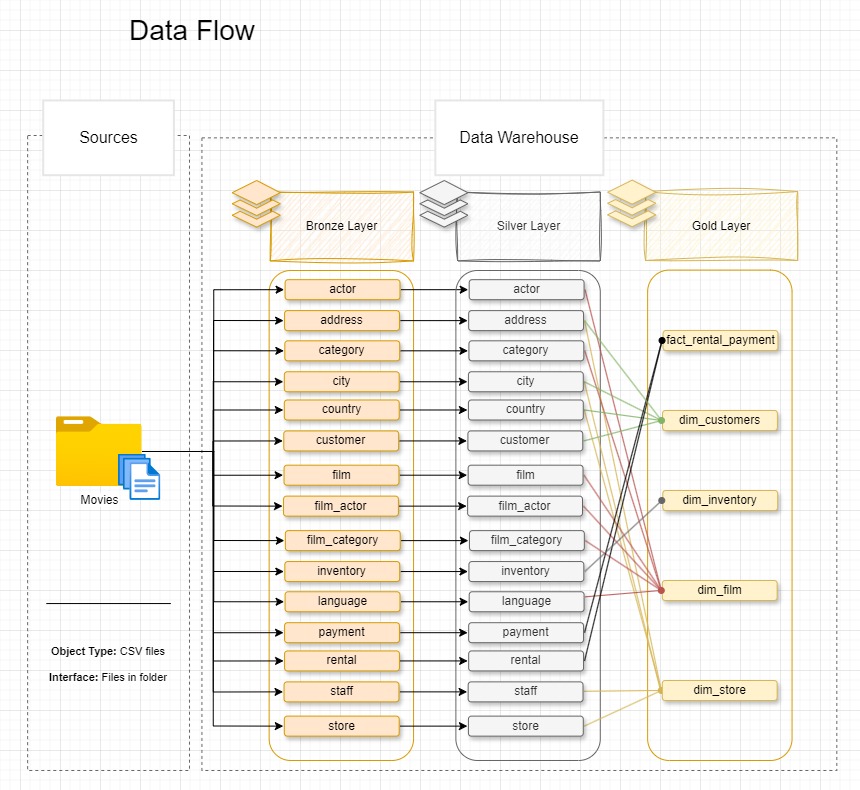 Data Flow
Sources
Data Warehouse
Bronze Layer
Silver Layer
Gold Layer
actor
address
category
city
country
customer
film
film_actor
film_category
inventory
language
payment
rental
staff
store
actor
address
category
city
country
customer
film
film_actor
film_category
inventory
language
payment
rental
staff
store
fact_rental_payment
dim_customers
dim_inventory
dim_film
dim_store
Movies
Object Type: CSV files
Interface: Files in folder